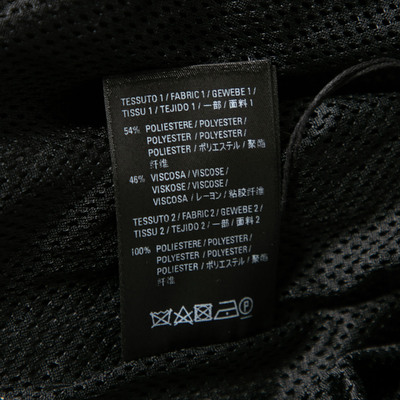 TESSUTO 1 / FABRIC 1 / GEWEBE 1 /
TISSU 1 / TEJIDO 1 / 一部 / 面料 1
54% POLIESTERE / POLYESTER /
POLYESTER / POLYESTER /
POLIESTER / ポリエステル / 聚酯
纤维
46% VISCOSA / VISCOSE /
VISKOSE / VISCOSE /
VISCOSA / レーヨン / 粘胶纤维
TESSUTO 2 / FABRIC 2 / GEWEBE 2 /
TISSU 2 / TEJIDO 2 / 一部 / 面料 2
100% POLIESTERE / POLYESTER /
POLYESTER / POLYESTER /
POLIESTER / ポリエステル / 聚酯
纤维
P